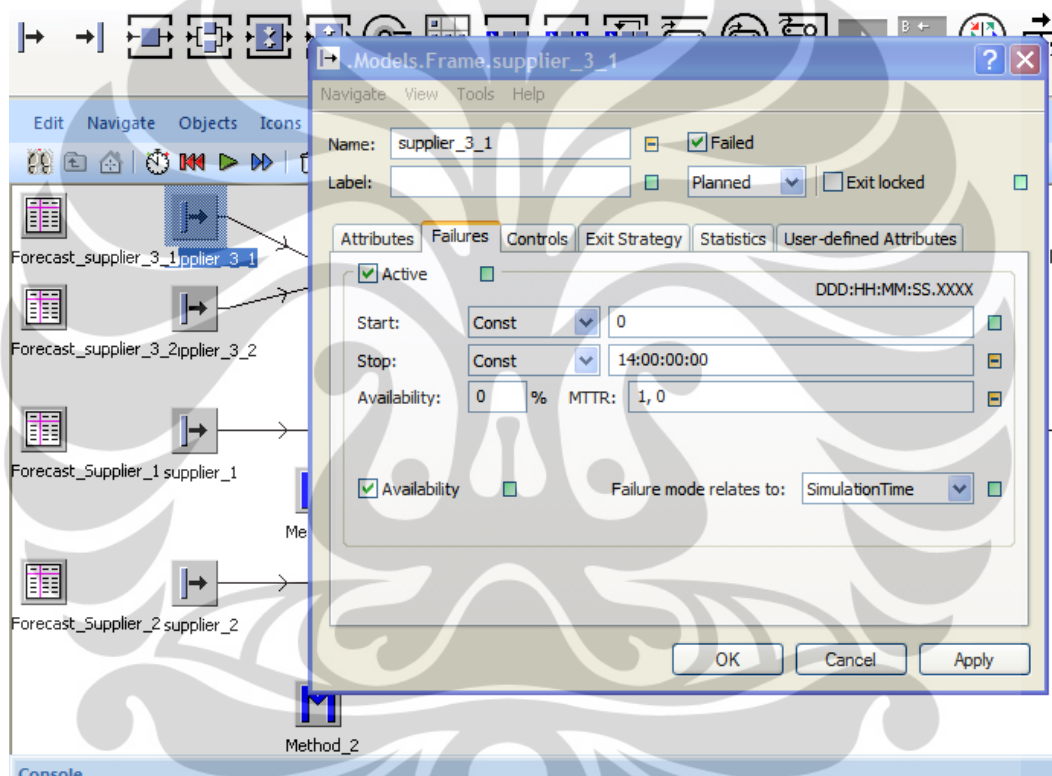 B
.Models.Frame.supplier_3_1
Navigate View Tools Help
Edit Navigate Objects Icons
Name: supplier_3_1 Failed
Label: Planned Exit locked
Attributes Failures Controls Exit Strategy Statistics User-defined Attributes
Active
DDD:HH:MM:SS.XXXX
Start: Const 0
Stop: Const 14:00:00:00
Availability: 0 % MTTR: 1, 0
Availability Failure mode relates to: SimulationTime
OK Cancel Apply
Forecast_supplier_3_1 pplier_3_1
Forecast_supplier_3_2 ipplier_3_2
Forecast_Supplier_1 supplier_1
Me
Forecast_Supplier_2 supplier_2
M
Method_2
Console